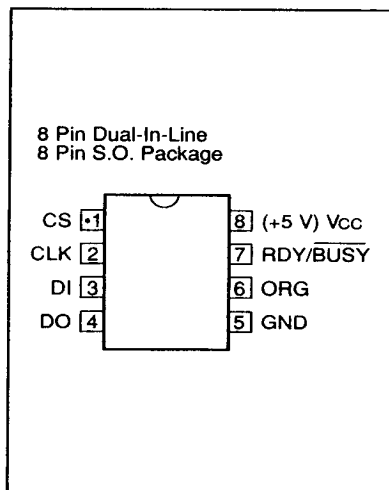 8 Pin Dual-In-Line
8 Pin S.O. Package
CS •1 8 (+5 V) Vcc
CLK 2 7 RDY/B̅U̅S̅Y̅
DI 3 6 ORG
DO 4 5 GND